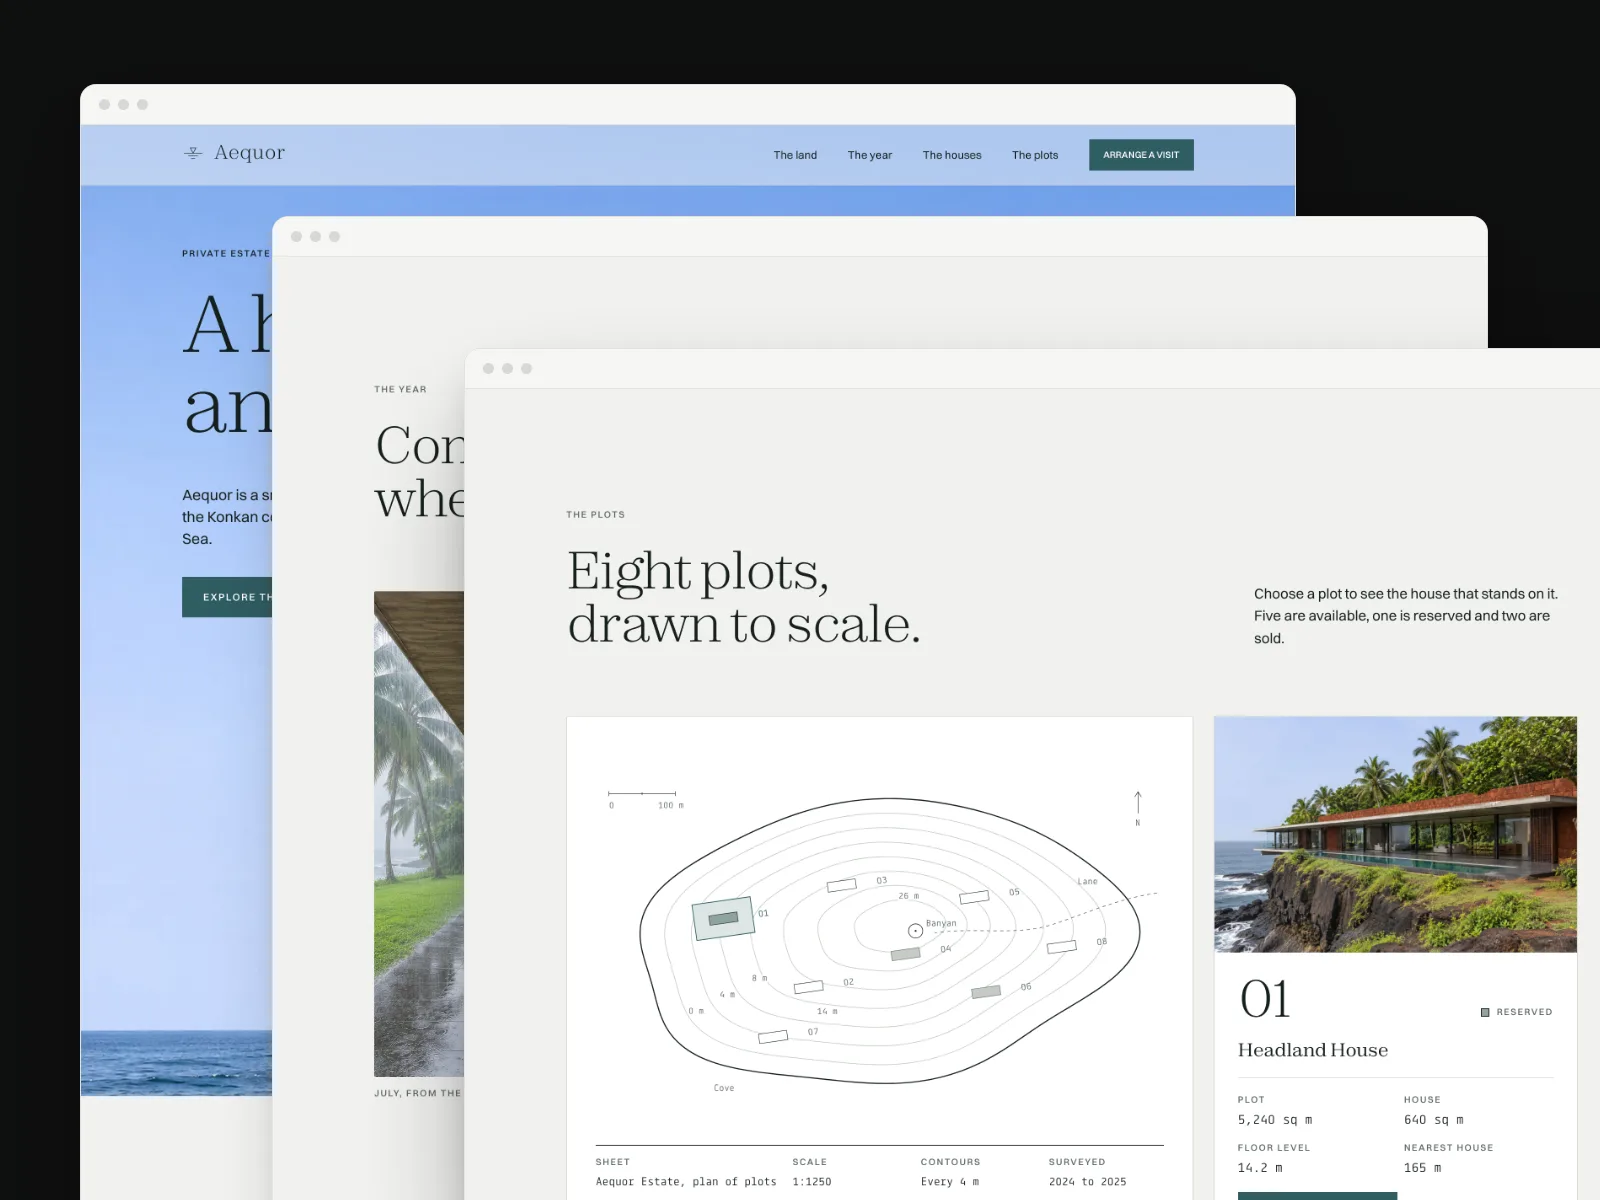 Aequor
The land
The year
The houses
The plots
ARRANGE A VISIT
PRIVATE ESTATE
A
an
Aequor is a
the Konkan
Sea.
EXPLORE
THE YEAR
Con
whe
JULY, FROM THE
THE PLOTS
Eight plots,
drawn to scale.
Choose a plot to see the house that stands on it.
Five are available, one is reserved and two are
sold.
0 100 m
N
Lane
03
26 m
05
01
Banyan
04
08
8 m
02
06
4 m
0 m
14 m
07
Cove
SHEET
Aequor Estate, plan of plots
SCALE
1:1250
CONTOURS
Every 4 m
SURVEYED
2024 to 2025
01
RESERVED
Headland House
PLOT
5,240 sq m
HOUSE
640 sq m
FLOOR LEVEL
14.2 m
NEAREST HOUSE
165 m